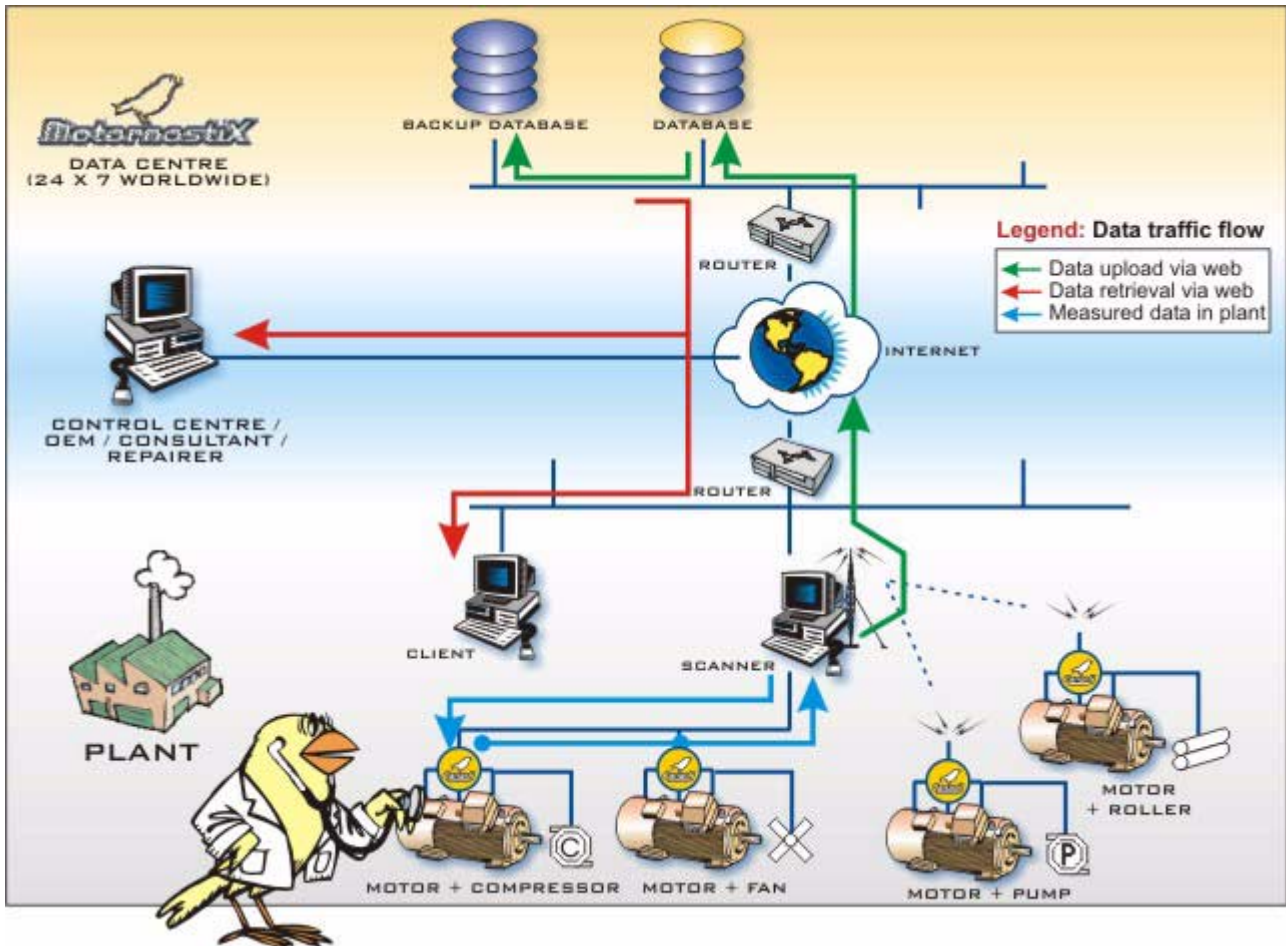 BACKUP DATABASE
DATABASE
MotornostiX
DATA CENTRE
(24 X 7 WORLDWIDE)
Legend: Data traffic flow
Data upload via web
Data retrieval via web
Measured data in plant
ROUTER
INTERNET
CONTROL CENTRE /
OEM / CONSULTANT /
REPAIRER
ROUTER
CLIENT
SCANNER
PLANT
C
P
MOTOR
+ ROLLER
MOTOR + COMPRESSOR
MOTOR + FAN
MOTOR + PUMP